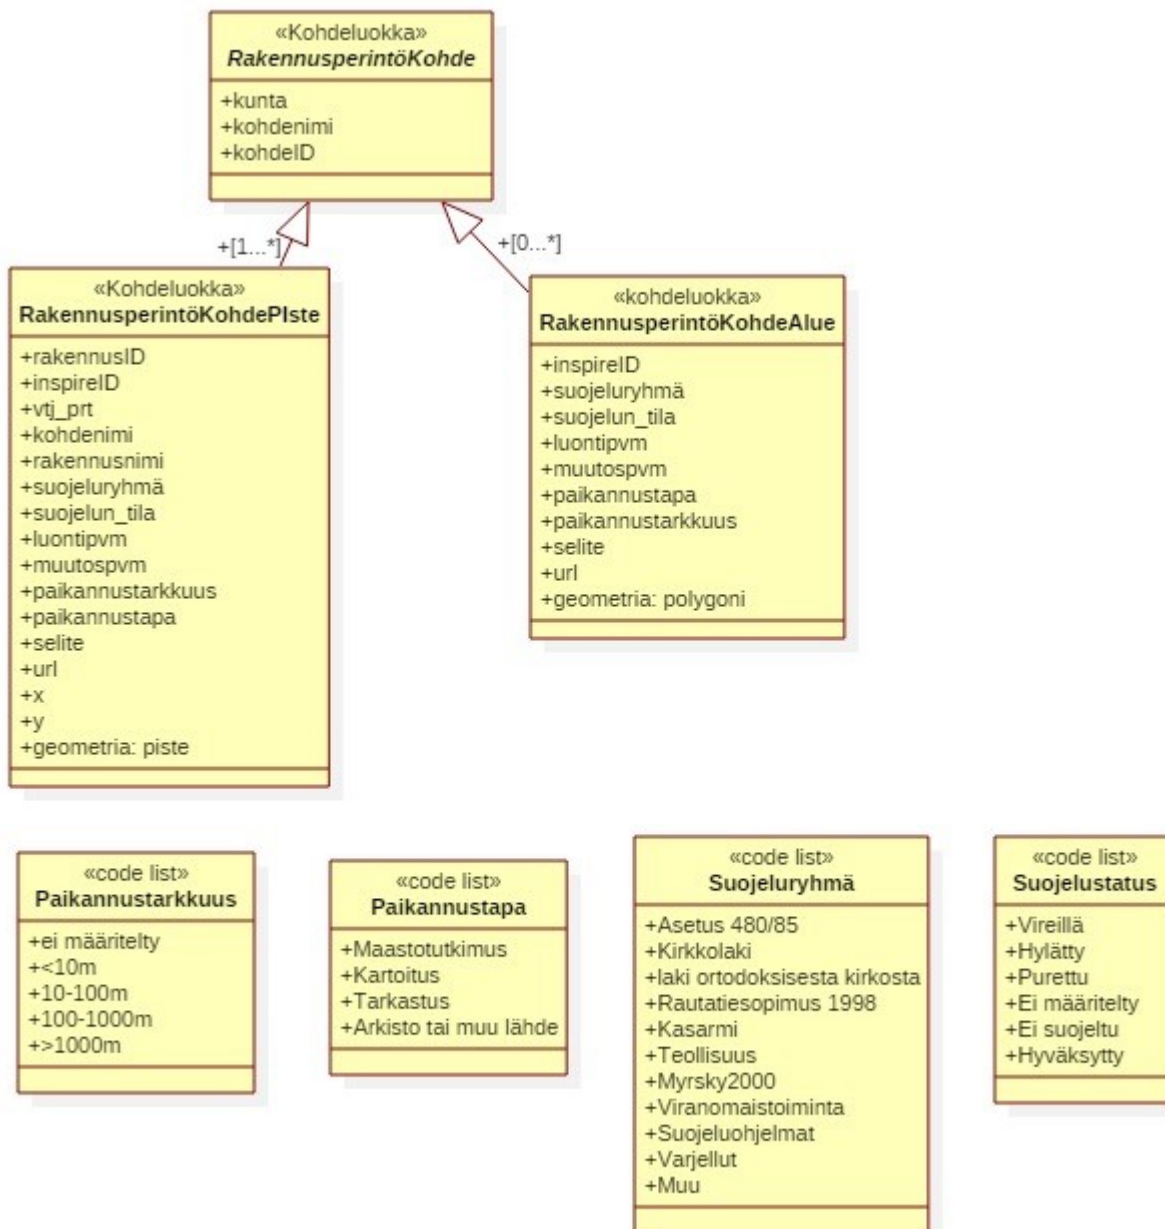 «Kohdeluokka»
RakennusperintöKohde
+kunta
+kohdenimi
+kohdeID
+[1...*]
+[0...*]
«Kohdeluokka»
RakennusperintöKohdePIste
+rakennusID
+inspireID
+vtj_prt
+kohdenimi
+rakennusnimi
+suojeluryhmä
+suojelun_tila
+luontipvm
+muutospvm
+paikannustarkkuus
+paikannustapa
+selite
+url
+x
+y
+geometria: piste
«kohdeluokka»
RakennusperintöKohdeAlue
+inspireID
+suojeluryhmä
+suojelun_tila
+luontipvm
+muutospvm
+paikannustapa
+paikannustarkkuus
+selite
+url
+geometria: polygoni
«code list»
Paikannustarkkuus
+ei määritelty
+<10m
+10-100m
+100-1000m
+>1000m
«code list»
Paikannustapa
+Maastotutkimus
+Kartoitus
+Tarkastus
+Arkisto tai muu lähde
«code list»
Suojeluryhmä
+Asetus 480/85
+Kirkkolaki
+laki ortodoksisesta kirkosta
+Rautatiesopimus 1998
+Kasarmi
+Teollisuus
+Myrsky2000
+Viranomaistoiminta
+Suojeluohjelmat
+Varjellut
+Muu
«code list»
Suojelustatus
+Vireillä
+Hylätty
+Purettu
+Ei määritelty
+Ei suojeltu
+Hyväksytty